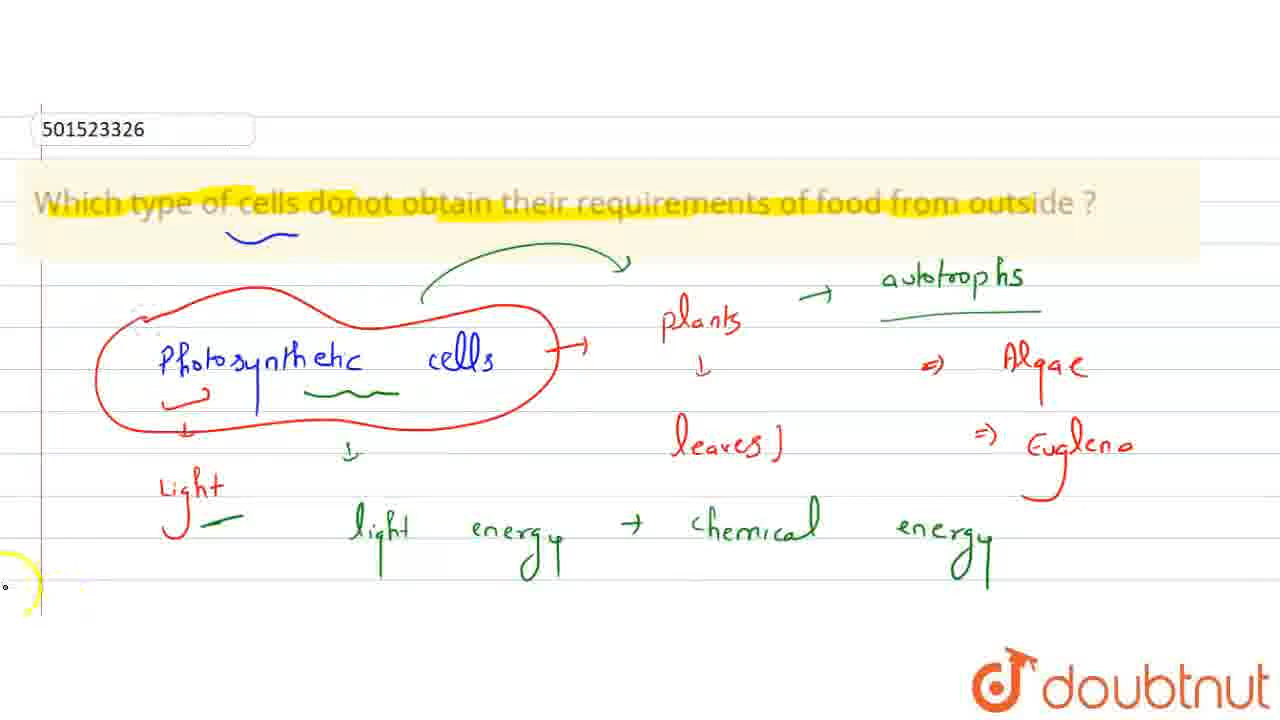 501523326
Which type of cells donot obtain their requirements of food from outside ?
autotrophs
plants →
Photosynthetic cells → ⇒ Algae
↓
leaves] ⇒ Euglena
↓ ↓
Light
light energy → chemical energy
doubtnut